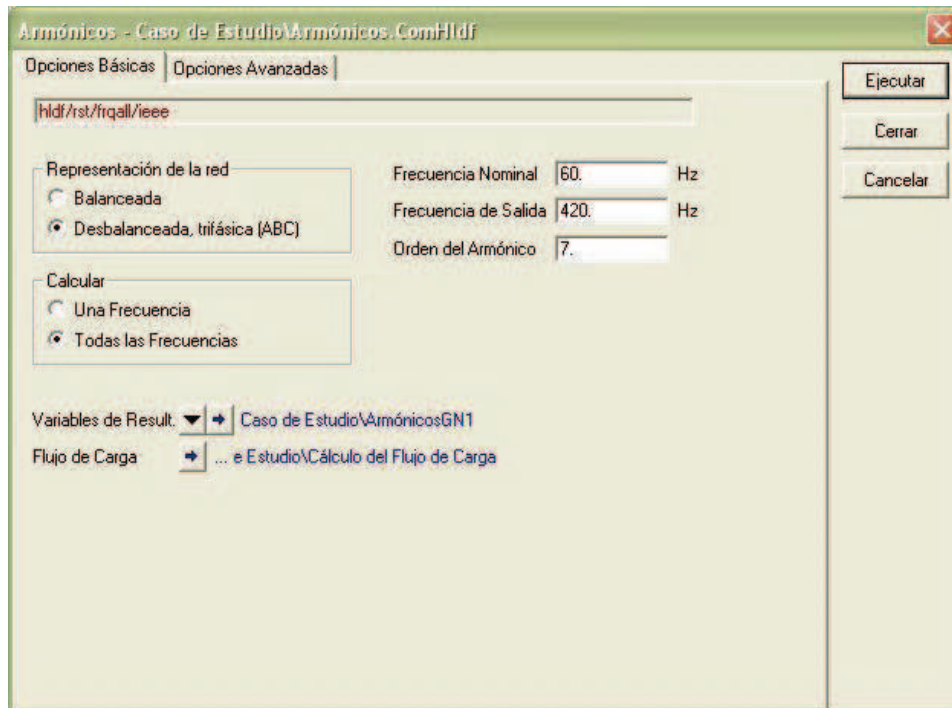 Armónicos - Caso de Estudio\Armónicos.ComHldf
Opciones Básicas
Opciones Avanzadas
hldf/rst/frqall/ieee
Representación de la red
Balanceada
Desbalanceada, trifásica (ABC)
Frecuencia Nominal 60. Hz
Frecuencia de Salida 420. Hz
Orden del Armónico 7.
Calcular
Una Frecuencia
Todas las Frecuencias
Variables de Result. Caso de Estudio\ArmónicosGN1
Flujo de Carga ... e Estudio\Cálculo del Flujo de Carga
Ejecutar
Cerrar
Cancelar